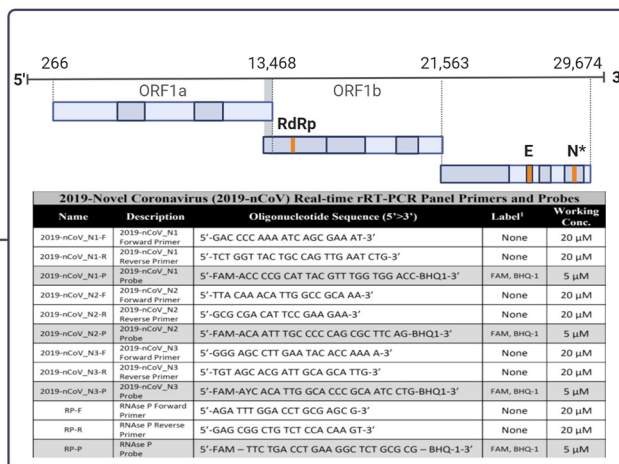 266 13,468 21,563 29,674
5' 3
ORF1a ORF1b
RdRp
E N*
2019-Novel Coronavirus (2019-nCoV) Real-time rRT-PCR Panel Primers and Probes
Name Description Oligonucleotide Sequence (5'>3') Label¹ Working Conc.
2019-nCoV_N1-F 2019-nCoV_N1 Forward Primer 5'-GAC CCC AAA ATC AGC GAA AT-3' None 20 µM
2019-nCoV_N1-R 2019-nCoV_N1 Reverse Primer 5'-TCT GGT TAC TGC CAG TTG AAT CTG-3' None 20 µM
2019-nCoV_N1-P 2019-nCoV_N1 Probe 5'-FAM-ACC CCG CAT TAC GTT TGG TGG ACC-BHQ1-3' FAM, BHQ-1 5 µM
2019-nCoV_N2-F 2019-nCoV_N2 Forward Primer 5'-TTA CAA ACA TTG GCC GCA AA-3' None 20 µM
2019-nCoV_N2-R 2019-nCoV_N2 Reverse Primer 5'-GCG CGA CAT TCC GAA GAA-3' None 20 µM
2019-nCoV_N2-P 2019-nCoV_N2 Probe 5'-FAM-ACA ATT TGC CCC CAG CGC TTC AG-BHQ1-3' FAM, BHQ-1 5 µM
2019-nCoV_N3-F 2019-nCoV_N3 Forward Primer 5'-GGG AGC CTT GAA TAC ACC AAA A-3' None 20 µM
2019-nCoV_N3-R 2019-nCoV_N3 Reverse Primer 5'-TGT AGC ACG ATT GCA GCA TTG-3' None 20 µM
2019-nCoV_N3-P 2019-nCoV_N3 Probe 5'-FAM-AYC ACA TTG GCA CCC GCA ATC CTG-BHQ1-3' FAM, BHQ-1 5 µM
RP-F RNAse P Forward Primer 5'-AGA TTT GGA CCT GCG AGC G-3' None 20 µM
RP-R RNAse P Reverse Primer 5'-GAG CGG CTG TCT CCA CAA GT-3' None 20 µM
RP-P RNAse P Probe 5'-FAM – TTC TGA CCT GAA GGC TCT GCG CG – BHQ-1-3' FAM, BHQ-1 5 µM